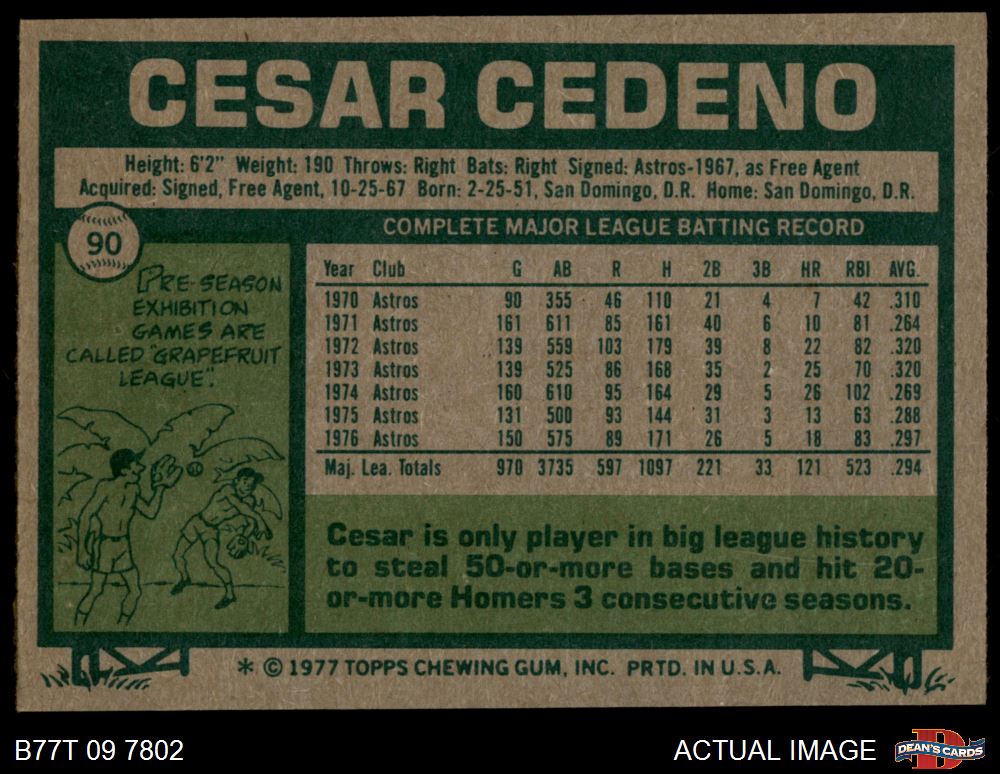 CESAR CEDENO
Height: 6'2" Weight: 190 Throws: Right Bats: Right Signed: Astros-1967, as Free Agent
Acquired: Signed, Free Agent, 10-25-67 Born: 2-25-51, San Domingo, D.R. Home: San Domingo, D.R.
90
PRE-SEASON
EXHIBITION
GAMES ARE
CALLED "GRAPEFRUIT
LEAGUE".
COMPLETE MAJOR LEAGUE BATTING RECORD
Year Club G AB R H 2B 3B HR RBI AVG.
1970 Astros 90 355 46 110 21 4 7 42 .310
1971 Astros 161 611 85 161 40 6 10 81 .264
1972 Astros 139 559 103 179 39 8 22 82 .320
1973 Astros 139 525 86 168 35 2 25 70 .320
1974 Astros 160 610 95 164 29 5 26 102 .269
1975 Astros 131 500 93 144 31 3 13 63 .288
1976 Astros 150 575 89 171 26 5 18 83 .297
Maj. Lea. Totals 970 3735 597 1097 221 33 121 523 .294
Cesar is only player in big league history
to steal 50-or-more bases and hit 20-
or-more Homers 3 consecutive seasons.
* © 1977 TOPPS CHEWING GUM, INC. PRTD. IN U.S.A.
B77T 09 7802
ACTUAL IMAGE
D
DEAN'S CARDS